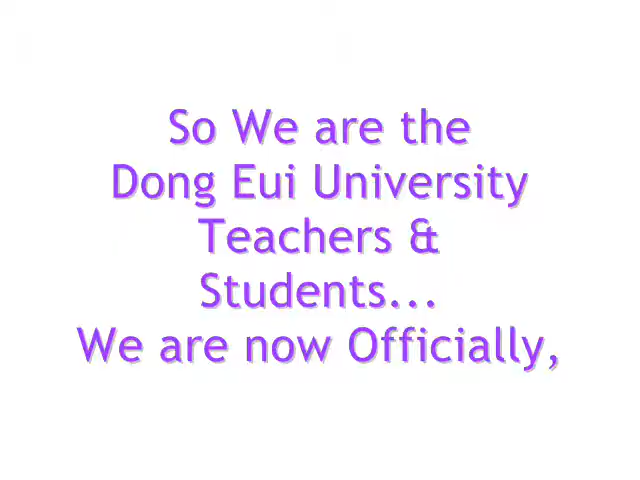 So We are the
Dong Eui University
Teachers &
Students...
We are now Officially,